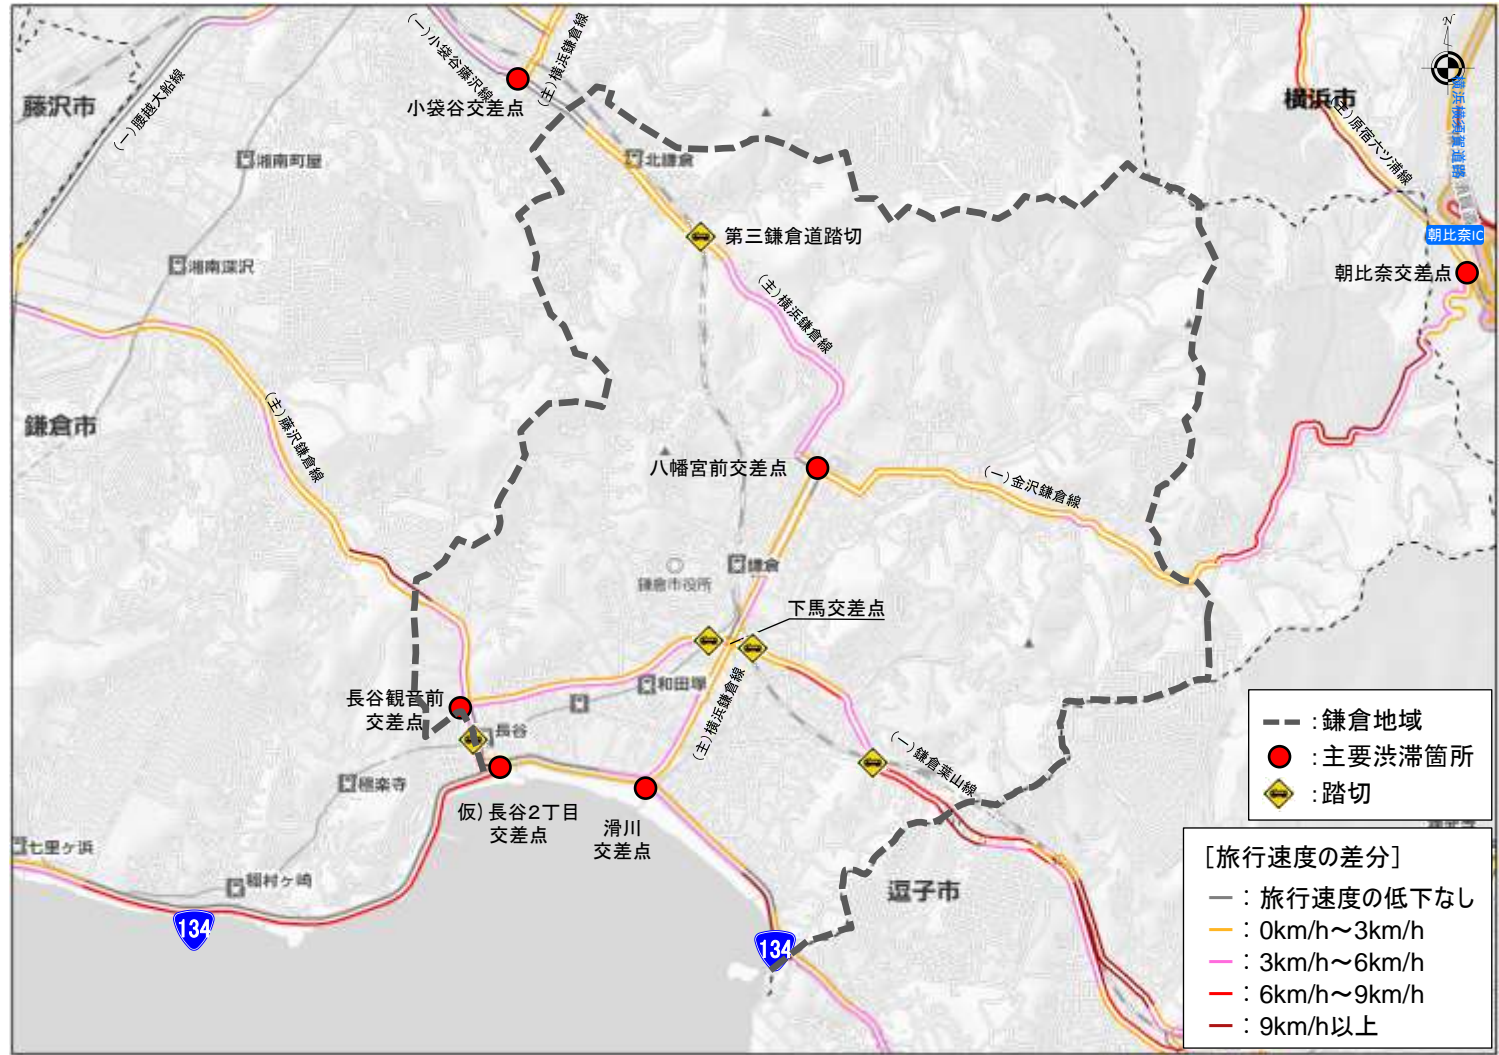 (一)小袋谷藤沢線
(主)横浜鎌倉線
N
藤沢市
(一)腰越大船線
小袋谷交差点
横浜市
(主)原宿六ツ浦線
横浜横須賀道路
湘南町屋
北鎌倉
第三鎌倉道踏切
朝比奈IC
朝比奈交差点
湘南深沢
(主)横浜鎌倉線
鎌倉市
(主)藤沢鎌倉線
八幡宮前交差点
(一)金沢鎌倉線
鎌倉
鎌倉市役所
下馬交差点
和田塚
長谷観音前
交差点
長谷
(主)横浜鎌倉線
(一)鎌倉葉山線
極楽寺
仮)長谷2丁目
交差点
滑川
交差点
七里ヶ浜
稲村ヶ崎
逗子市
134
134
:鎌倉地域
:主要渋滞箇所
:踏切
[旅行速度の差分]
:旅行速度の低下なし
:0km/h~3km/h
:3km/h~6km/h
:6km/h~9km/h
:9km/h以上